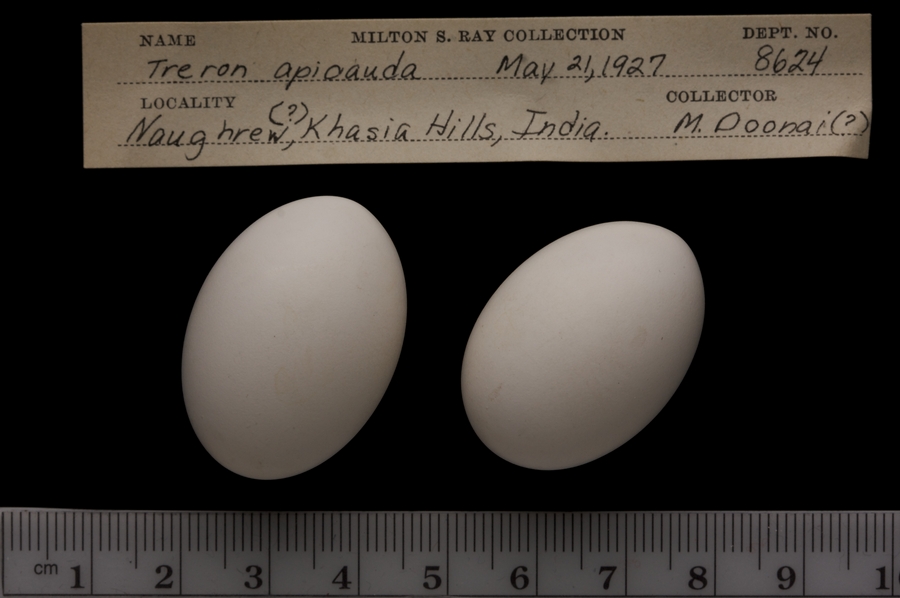 NAME MILTON S. RAY COLLECTION DEPT. NO.
Treron apicauda May 21, 1927 8624
LOCALITY COLLECTOR
Naughrew, (?) Khasia Hills, India. M. Doonai(?)
cm 1 2 3 4 5 6 7 8 9 1